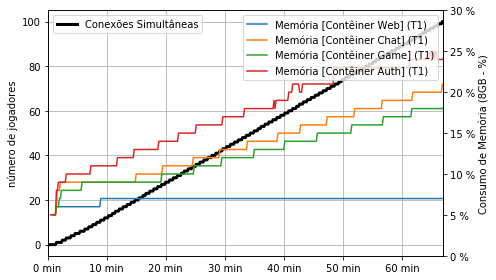 Conexões Simultâneas
Memória [Contêiner Web] (T1)
Memória [Contêiner Chat] (T1)
Memória [Contêiner Game] (T1)
Memória [Contêiner Auth] (T1)
número de jogadores
100
80
60
40
20
0
30 %
25 %
20 %
15 %
10 %
5 %
0 %
Consumo de Memória (8GB - %)
0 min
10 min
20 min
30 min
40 min
50 min
60 min